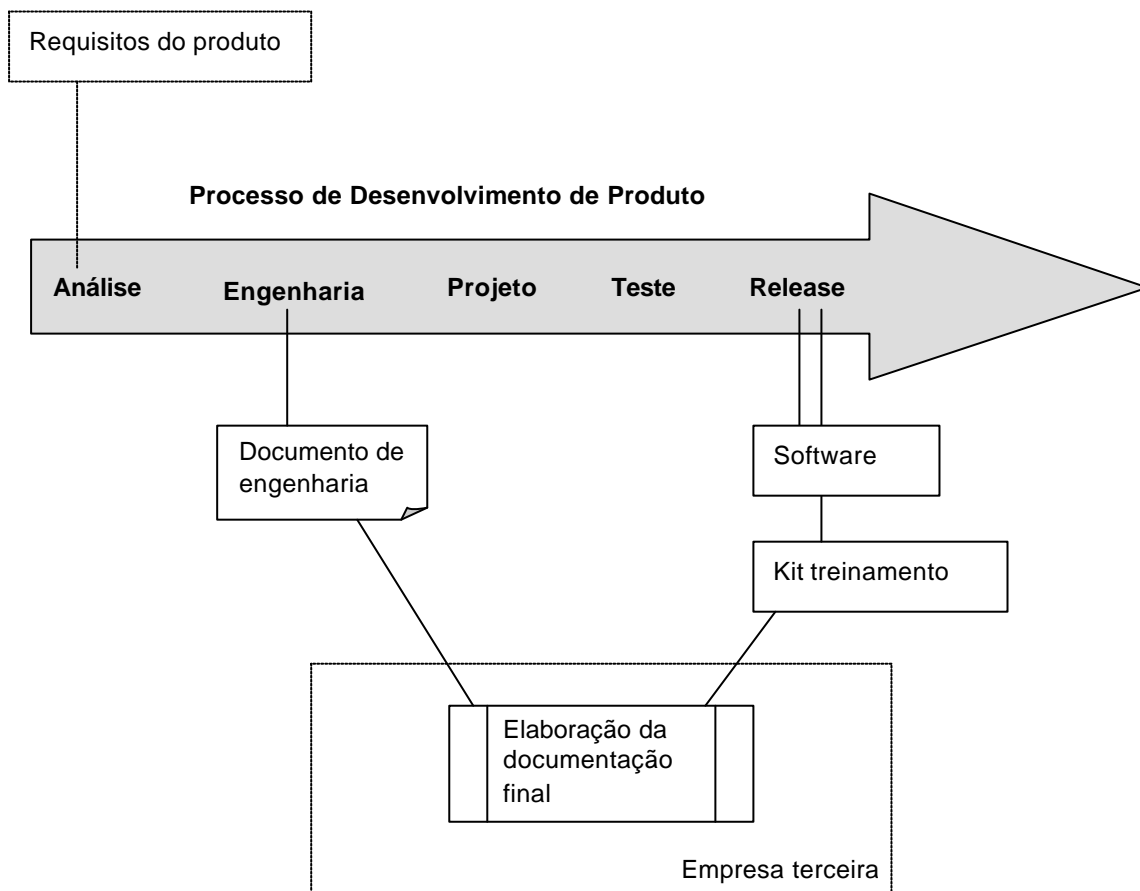 Requisitos do produto
Processo de Desenvolvimento de Produto
Análise
Engenharia
Projeto
Teste
Release
Documento de
engenharia
Software
Kit treinamento
Elaboração da
documentação
final
Empresa terceira